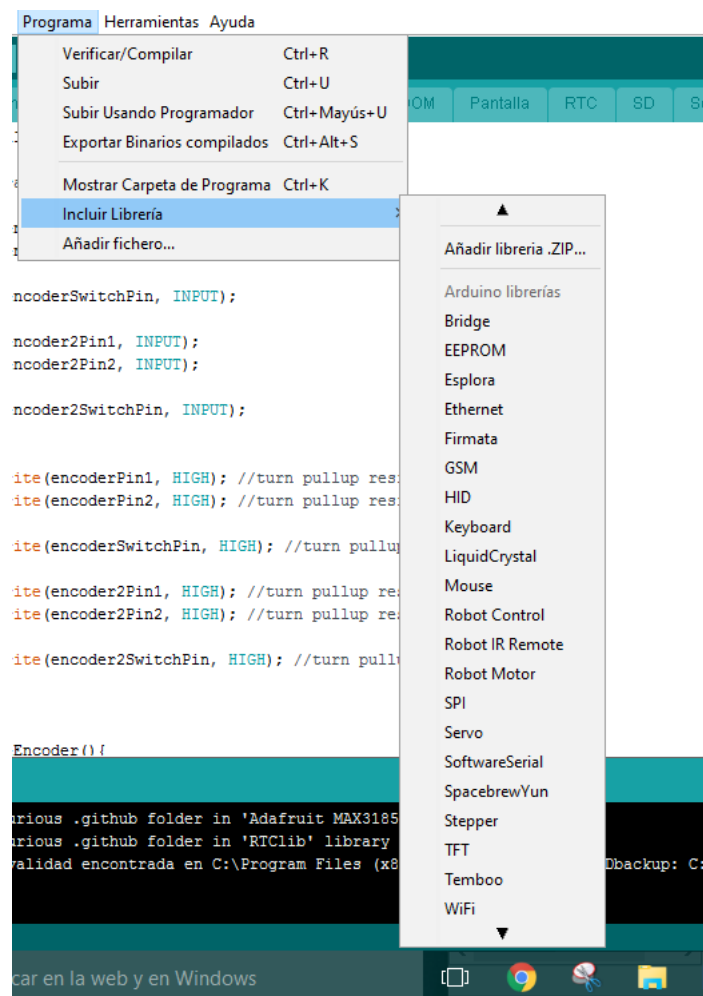 Programa Herramientas Ayuda
Verificar/Compilar Ctrl+R
Subir Ctrl+U
Subir Usando Programador Ctrl+Mayús+U
Exportar Binarios compilados Ctrl+Alt+S
Mostrar Carpeta de Programa Ctrl+K
Incluir Librería
Añadir fichero...
OM Pantalla RTC SD S
Añadir libreria .ZIP...
Arduino librerías
Bridge
EEPROM
Esplora
Ethernet
Firmata
GSM
HID
Keyboard
LiquidCrystal
Mouse
Robot Control
Robot IR Remote
Robot Motor
SPI
Servo
SoftwareSerial
SpacebrewYun
Stepper
TFT
Temboo
WiFi
ncoderSwitchPin, INPUT);
ncoder2Pin1, INPUT);
ncoder2Pin2, INPUT);
ncoder2SwitchPin, INPUT);
ite(encoderPin1, HIGH); //turn pullup res
ite(encoderPin2, HIGH); //turn pullup res
ite(encoderSwitchPin, HIGH); //turn pullu
ite(encoder2Pin1, HIGH); //turn pullup re
ite(encoder2Pin2, HIGH); //turn pullup re
ite(encoder2SwitchPin, HIGH); //turn pull
Encoder(){
urious .github folder in 'Adafruit MAX3185
urious .github folder in 'RTClib' library
validad encontrada en C:\Program Files (x8 Dbackup: C:
car en la web y en Windows